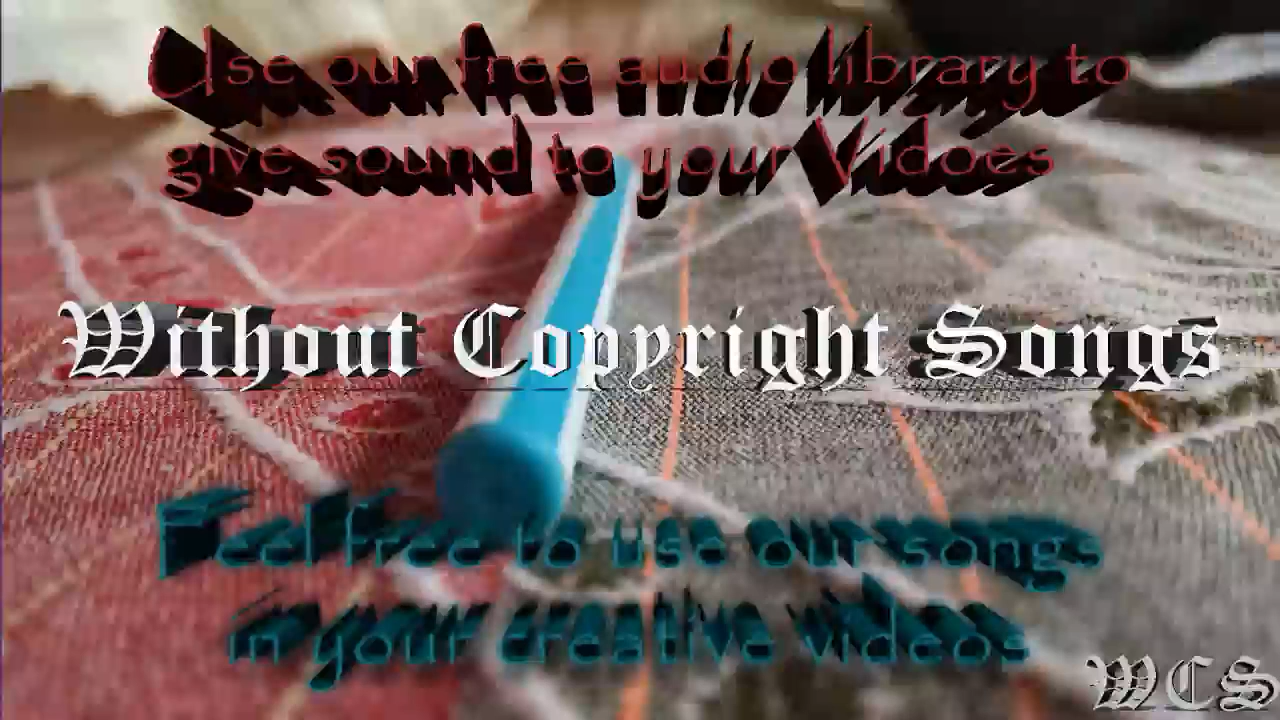 Use our free audio library to
give sound to your Vidoes
Without Copyright Songs
Feel free to use our songs
in your creative videos
WCS